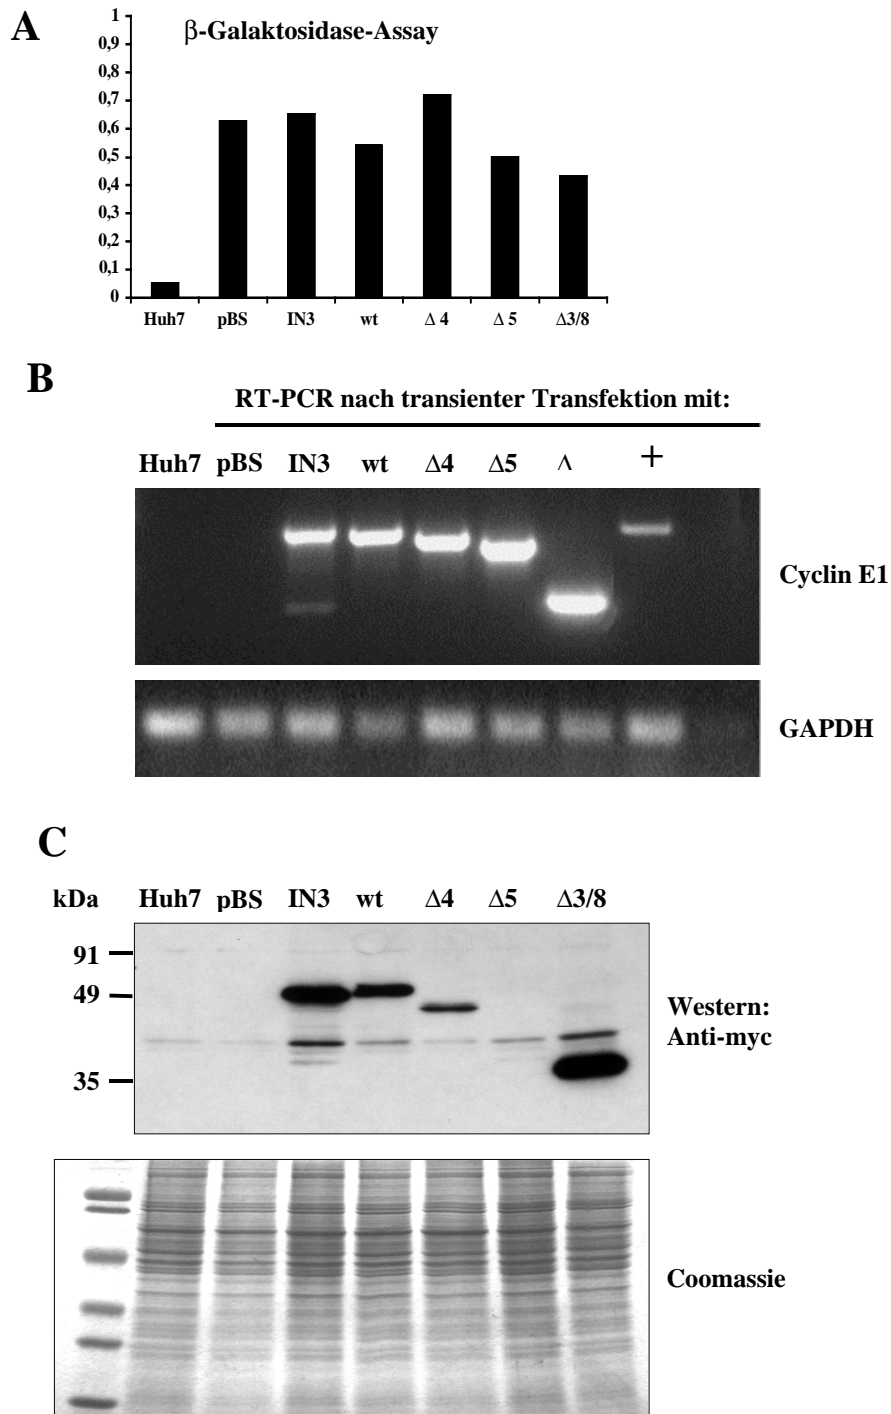 A
β-Galaktosidase-Assay
1
0,9
0,8
0,7
0,6
0,5
0,4
0,3
0,2
0,1
0
Huh7 pBS IN3 wt Δ 4 Δ 5 Δ3/8
B
RT-PCR nach transienter Transfektion mit:
Huh7 pBS IN3 wt Δ4 Δ5 Δ +
Cyclin E1
GAPDH
C
kDa Huh7 pBS IN3 wt Δ4 Δ5 Δ3/8
91
49
35
Western:
Anti-myc
Coomassie